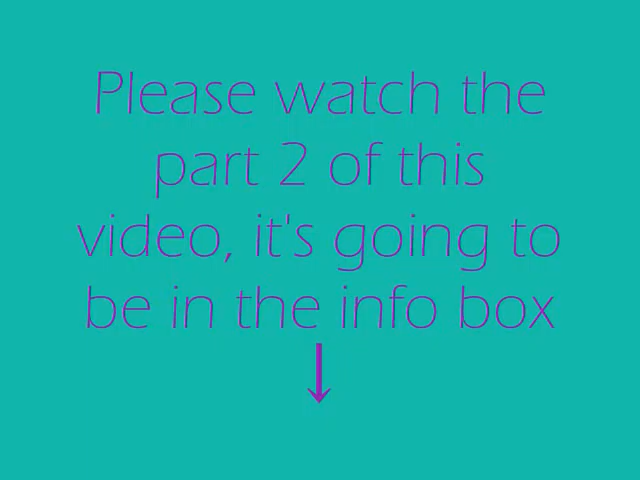 Please watch the
part 2 of this
video, it's going to
be in the info box
↓